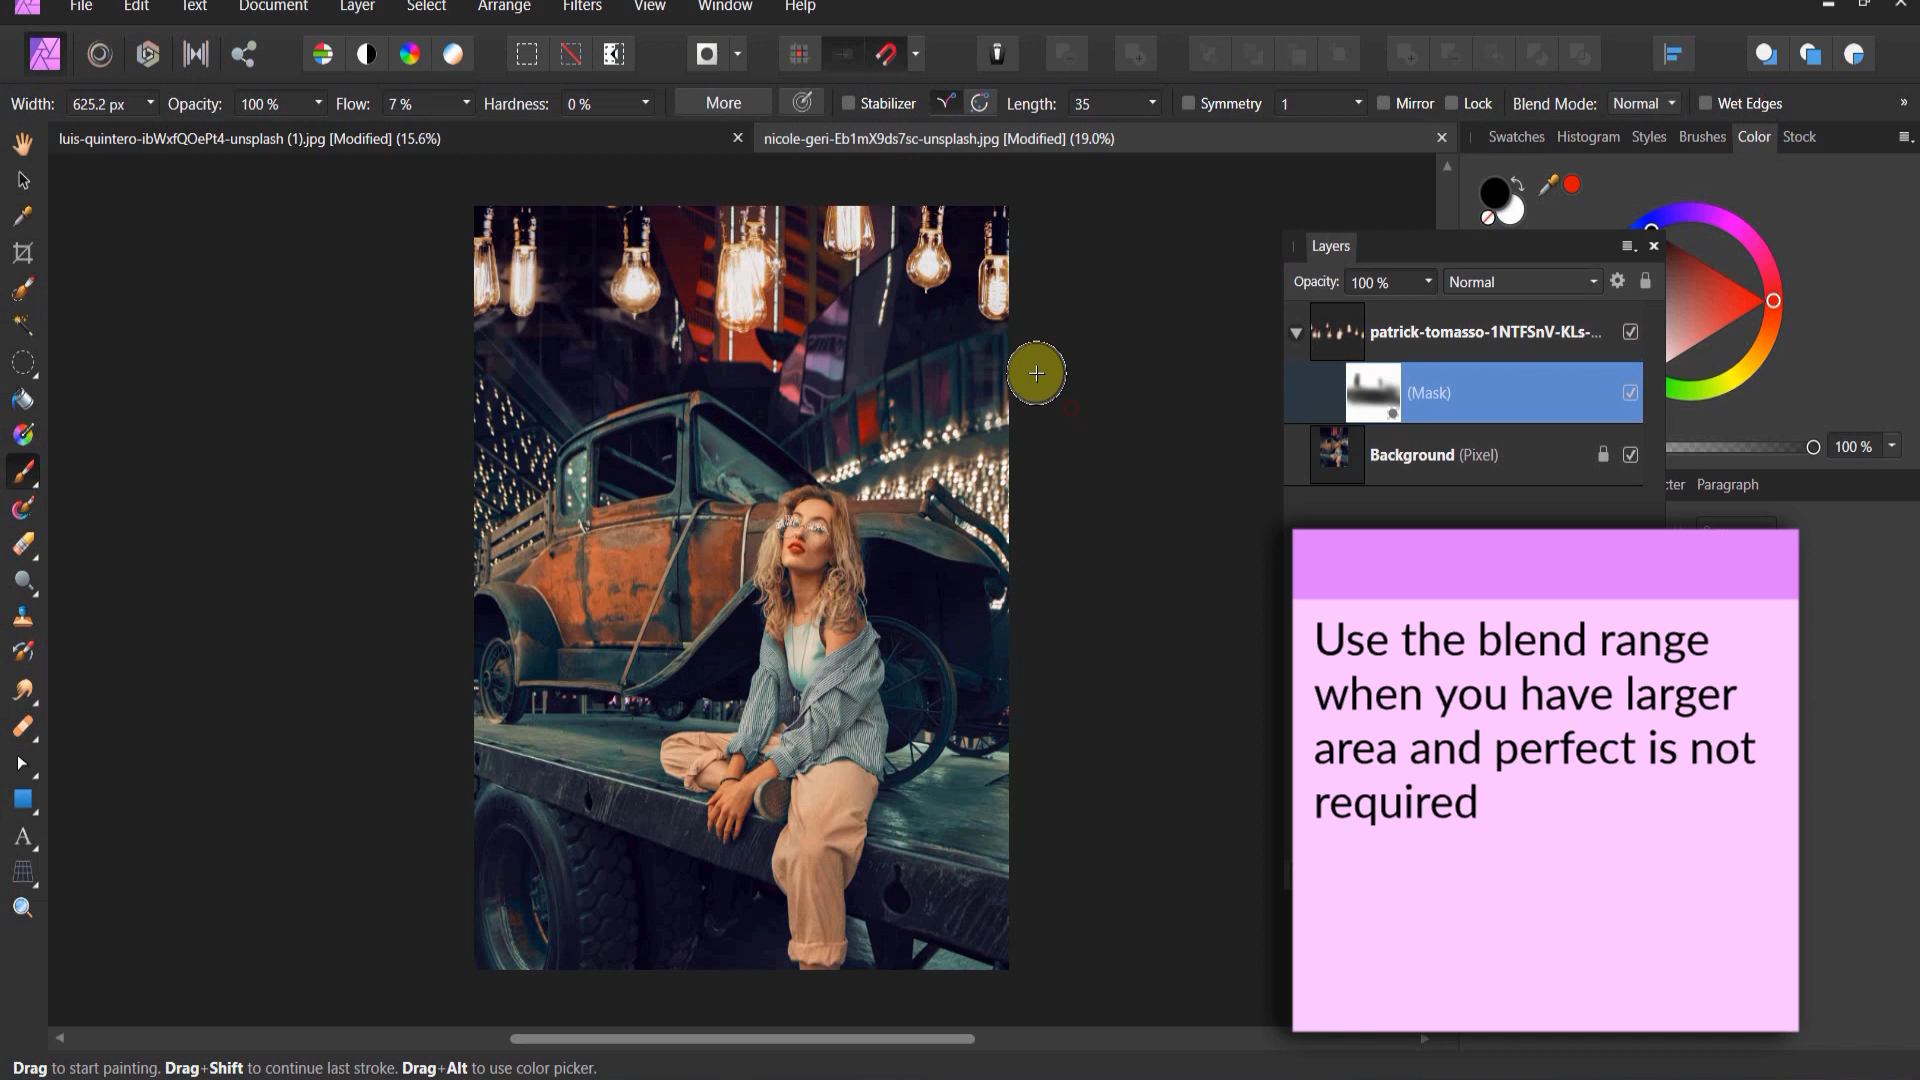 File Edit Text Document Layer Select Arrange Filters View Window Help
Width: 625.2 px Opacity: 100 % Flow: 7 % Hardness: 0 % More Stabilizer Length: 35 Symmetry 1 Mirror Lock Blend Mode: Normal Wet Edges »
luis-quintero-ibWxfQOePt4-unsplash (1).jpg [Modified] (15.6%)
nicole-geri-Eb1mX9ds7sc-unsplash.jpg [Modified] (19.0%)
Swatches Histogram Styles Brushes Color Stock
Layers
Opacity: 100 % Normal
patrick-tomasso-1NTFSnV-KLs-...
(Mask)
Background (Pixel)
100 %
cter Paragraph
Use the blend range
when you have larger
area and perfect is not
required
Drag to start painting. Drag+Shift to continue last stroke. Drag+Alt to use color picker.